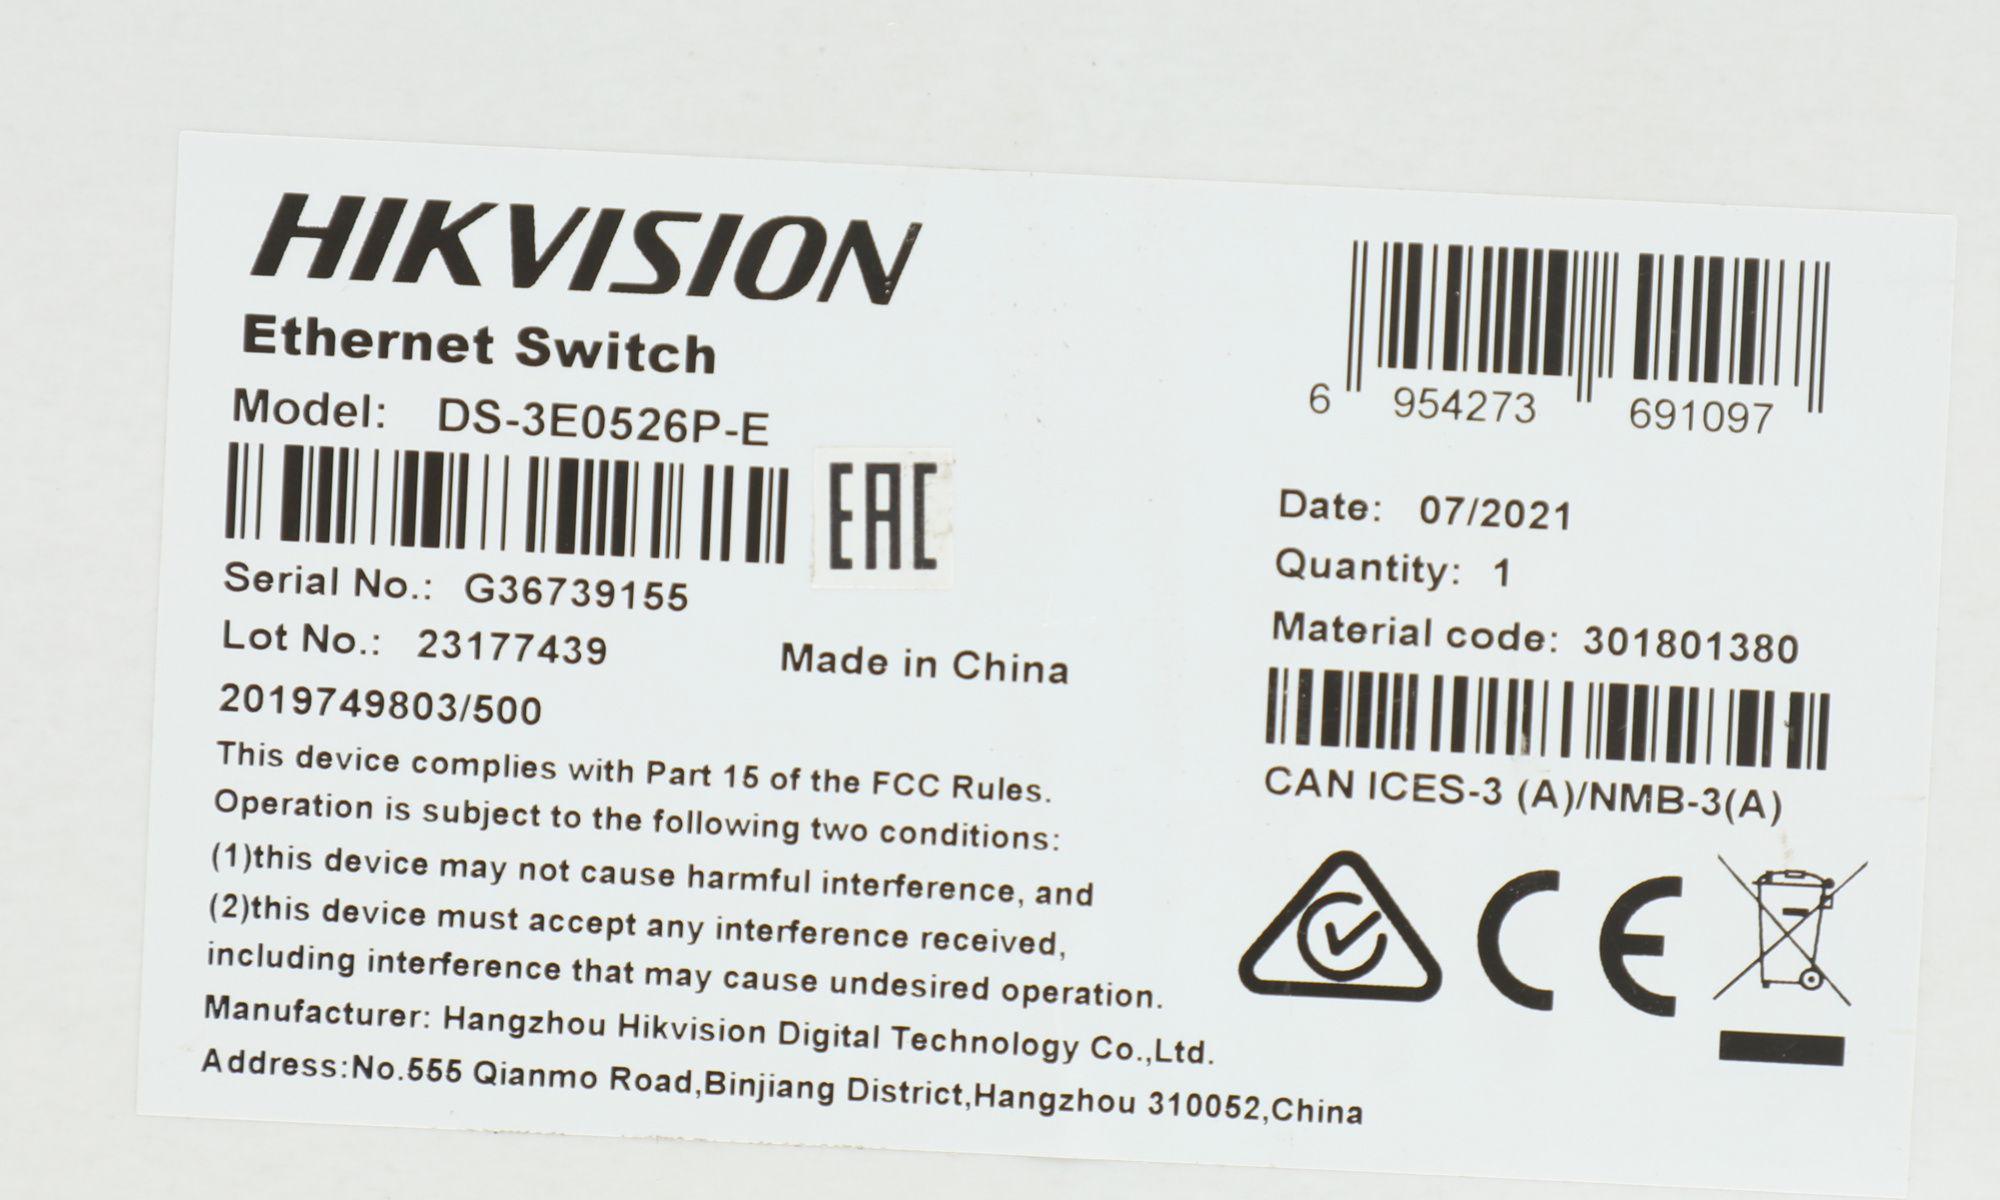 HIKVISION
Ethernet Switch
Model: DS-3E0526P-E
EAC
Serial No.: G36739155
Lot No.: 23177439
Made in China
2019749803/500
This device complies with Part 15 of the FCC Rules.
Operation is subject to the following two conditions:
(1)this device may not cause harmful interference, and
(2)this device must accept any interference received,
including interference that may cause undesired operation.
Manufacturer: Hangzhou Hikvision Digital Technology Co.,Ltd.
Address:No.555 Qianmo Road,Binjiang District,Hangzhou 310052,China
6 954273 691097
Date: 07/2021
Quantity: 1
Material code: 301801380
CAN ICES-3 (A)/NMB-3(A)
CE